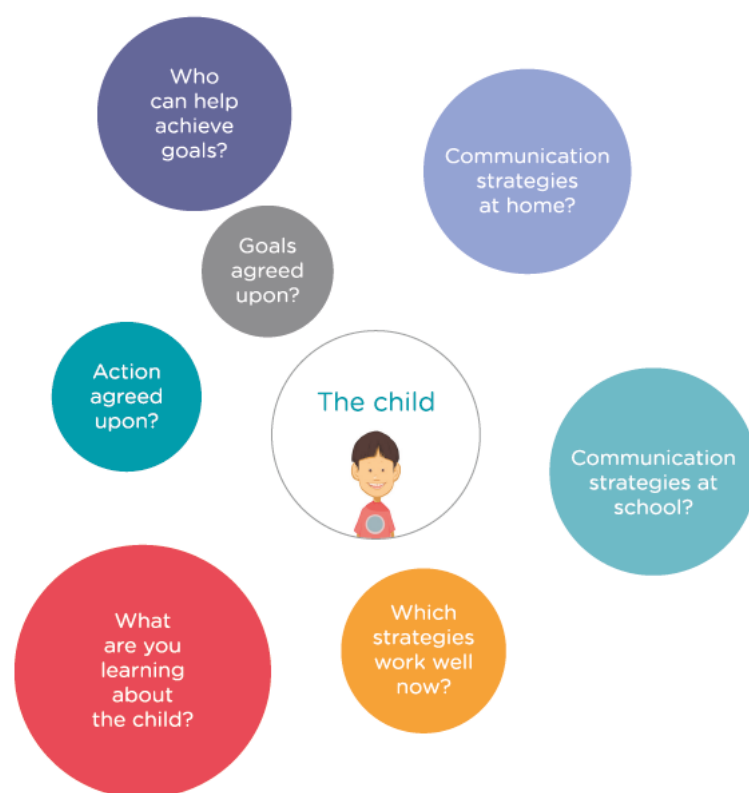 Who
can help
achieve
goals?
Communication
strategies
at home?
Goals
agreed
upon?
Action
agreed
upon?
The child
Communication
strategies at
school?
What
are you
learning
about
the child?
Which
strategies
work well
now?